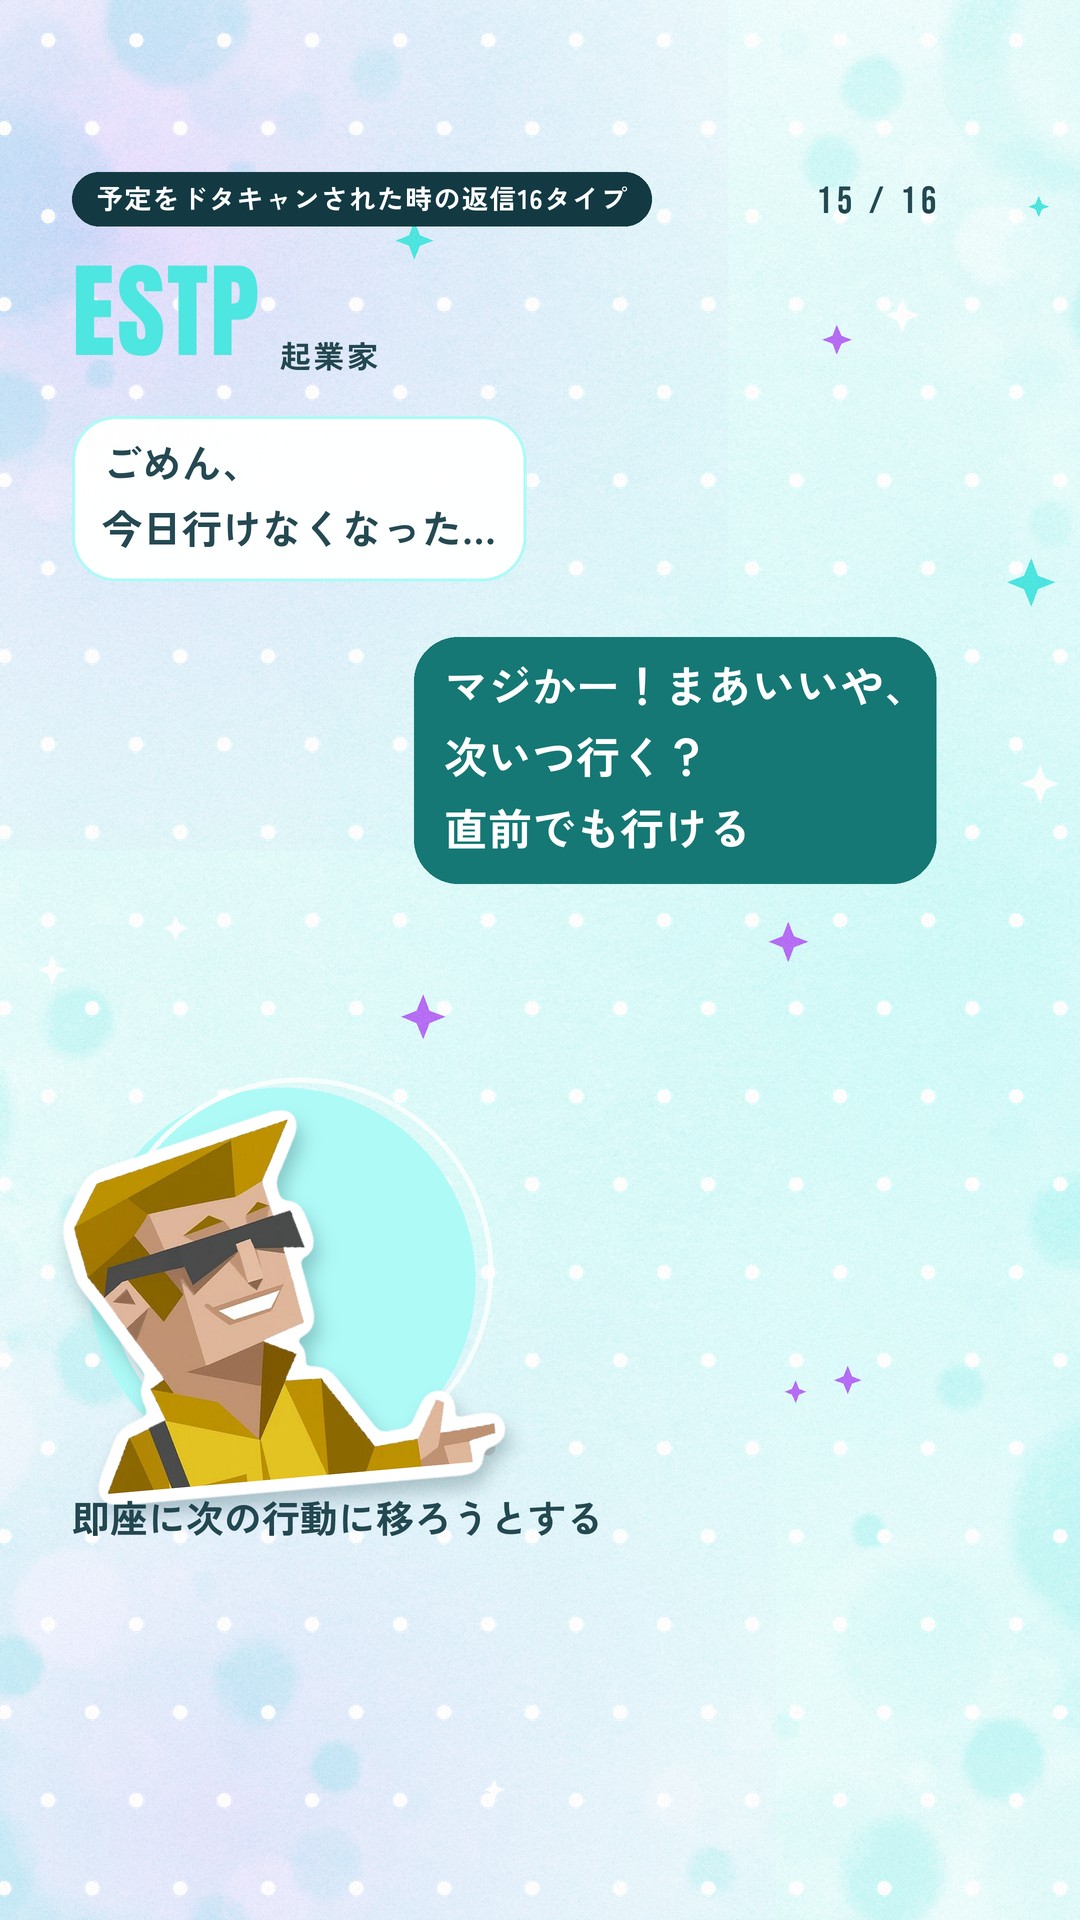 予定をドタキャンされた時の返信16タイプ
15 / 16
ESTP
起業家
ごめん、
今日行けなくなった…
マジかー！まあいいや、
次いつ行く？
直前でも行ける
即座に次の行動に移ろうとする